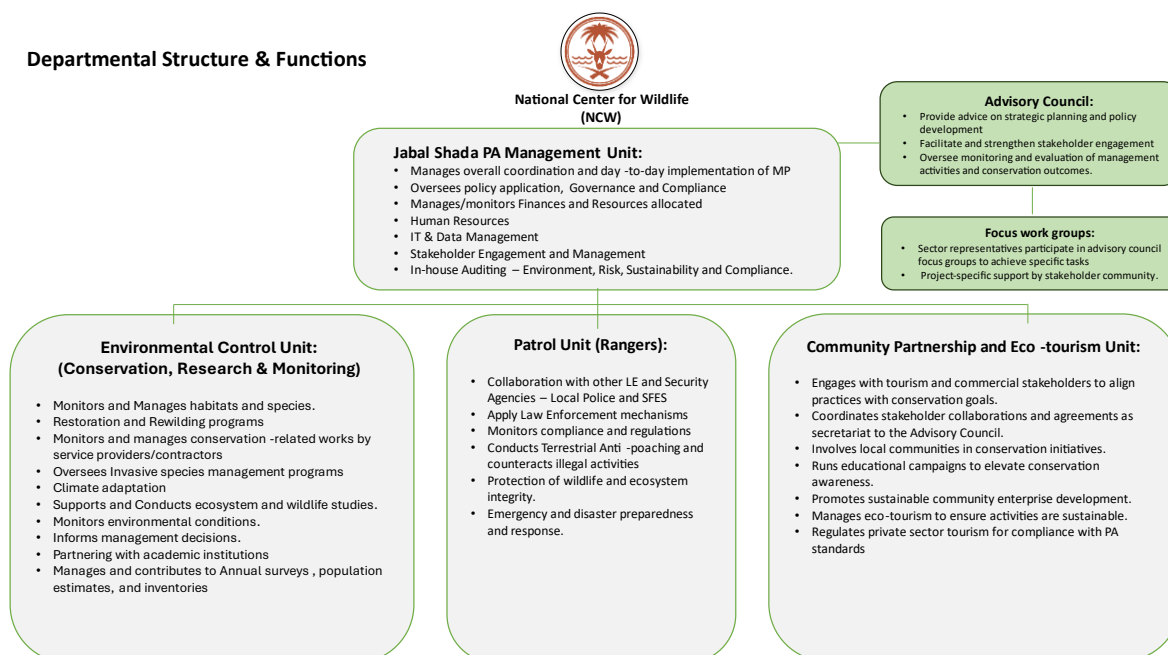 Departmental Structure & Functions
National Center for Wildlife
(NCW)
Advisory Council:
• Provide advice on strategic planning and policy
development
• Facilitate and strengthen stakeholder engagement
• Oversee monitoring and evaluation of management
activities and conservation outcomes.
Jabal Shada PA Management Unit:
• Manages overall coordination and day -to-day implementation of MP
• Oversees policy application, Governance and Compliance
• Manages/monitors Finances and Resources allocated
• Human Resources
• IT & Data Management
• Stakeholder Engagement and Management
• In-house Auditing – Environment, Risk, Sustainability and Compliance.
Focus work groups:
• Sector representatives participate in advisory council
focus groups to achieve specific tasks
• Project-specific support by stakeholder community.
Environmental Control Unit:
(Conservation, Research & Monitoring)
• Monitors and Manages habitats and species.
• Restoration and Rewilding programs
• Monitors and manages conservation -related works by
service providers/contractors
• Oversees Invasive species management programs
• Climate adaptation
• Supports and Conducts ecosystem and wildlife studies.
• Monitors environmental conditions.
• Informs management decisions.
• Partnering with academic institutions
• Manages and contributes to Annual surveys , population
estimates, and inventories
Patrol Unit (Rangers):
• Collaboration with other LE and Security
Agencies – Local Police and SFES
• Apply Law Enforcement mechanisms
• Monitors compliance and regulations
• Conducts Terrestrial Anti -poaching and
counteracts illegal activities
• Protection of wildlife and ecosystem
integrity.
• Emergency and disaster preparedness
and response.
Community Partnership and Eco -tourism Unit:
• Engages with tourism and commercial stakeholders to align
practices with conservation goals.
• Coordinates stakeholder collaborations and agreements as
secretariat to the Advisory Council.
• Involves local communities in conservation initiatives.
• Runs educational campaigns to elevate conservation
awareness.
• Promotes sustainable community enterprise development.
• Manages eco-tourism to ensure activities are sustainable.
• Regulates private sector tourism for compliance with PA
standards